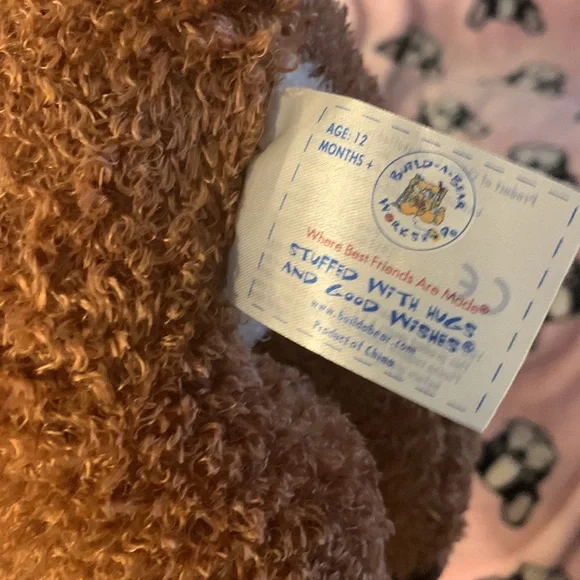 AGE: 12
MONTHS +
BUILD-A-BEAR
WORKSHOP
Where Best Friends Are Made®
STUFFED WITH HUGS
AND GOOD WISHES®
www.buildabear.com
Product of China
CE